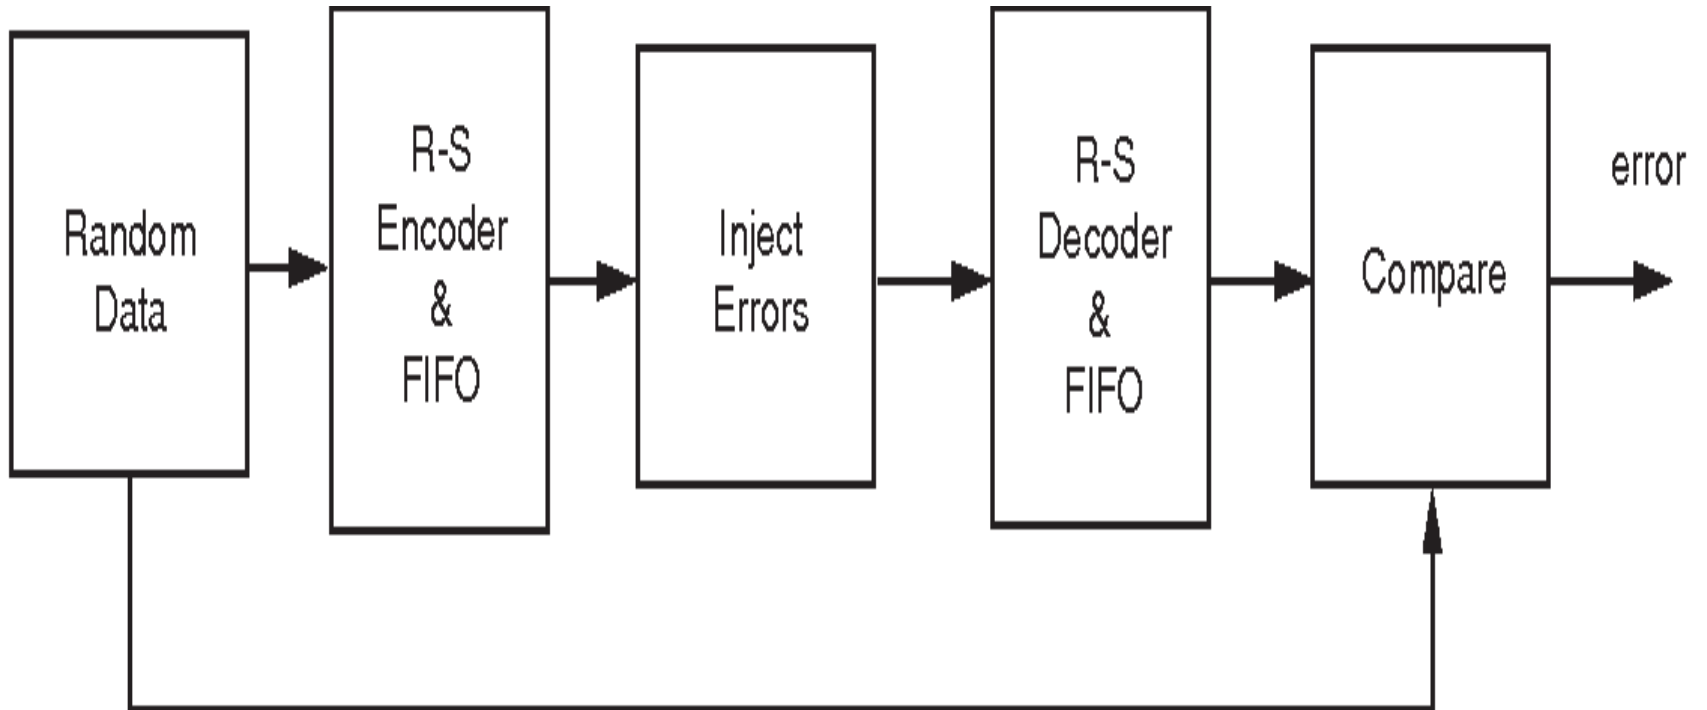 Random
Data
R-S
Encoder
&
FIFO
Inject
Errors
R-S
Decoder
&
FIFO
Compare
error